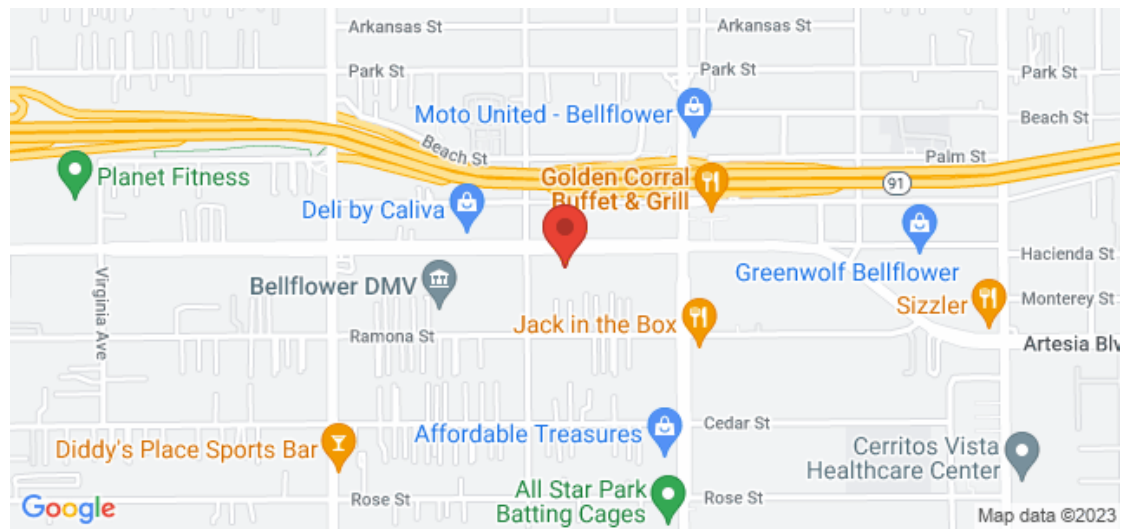 Arkansas St
Arkansas St
Park St
Park St
Park St
Moto United - Bellflower
Beach St
Beach St
Palm St
Planet Fitness
Golden Corral
Buffet & Grill
91
Deli by Caliva
Hacienda St
Bellflower DMV
Greenwolf Bellflower
Virginia Ave
Monterey St
Sizzler
Jack in the Box
Ramona St
Artesia Blv
Cedar St
Affordable Treasures
Diddy's Place Sports Bar
Cerritos Vista
Healthcare Center
All Star Park
Batting Cages
Rose St
Rose St
Google
Map data ©2023